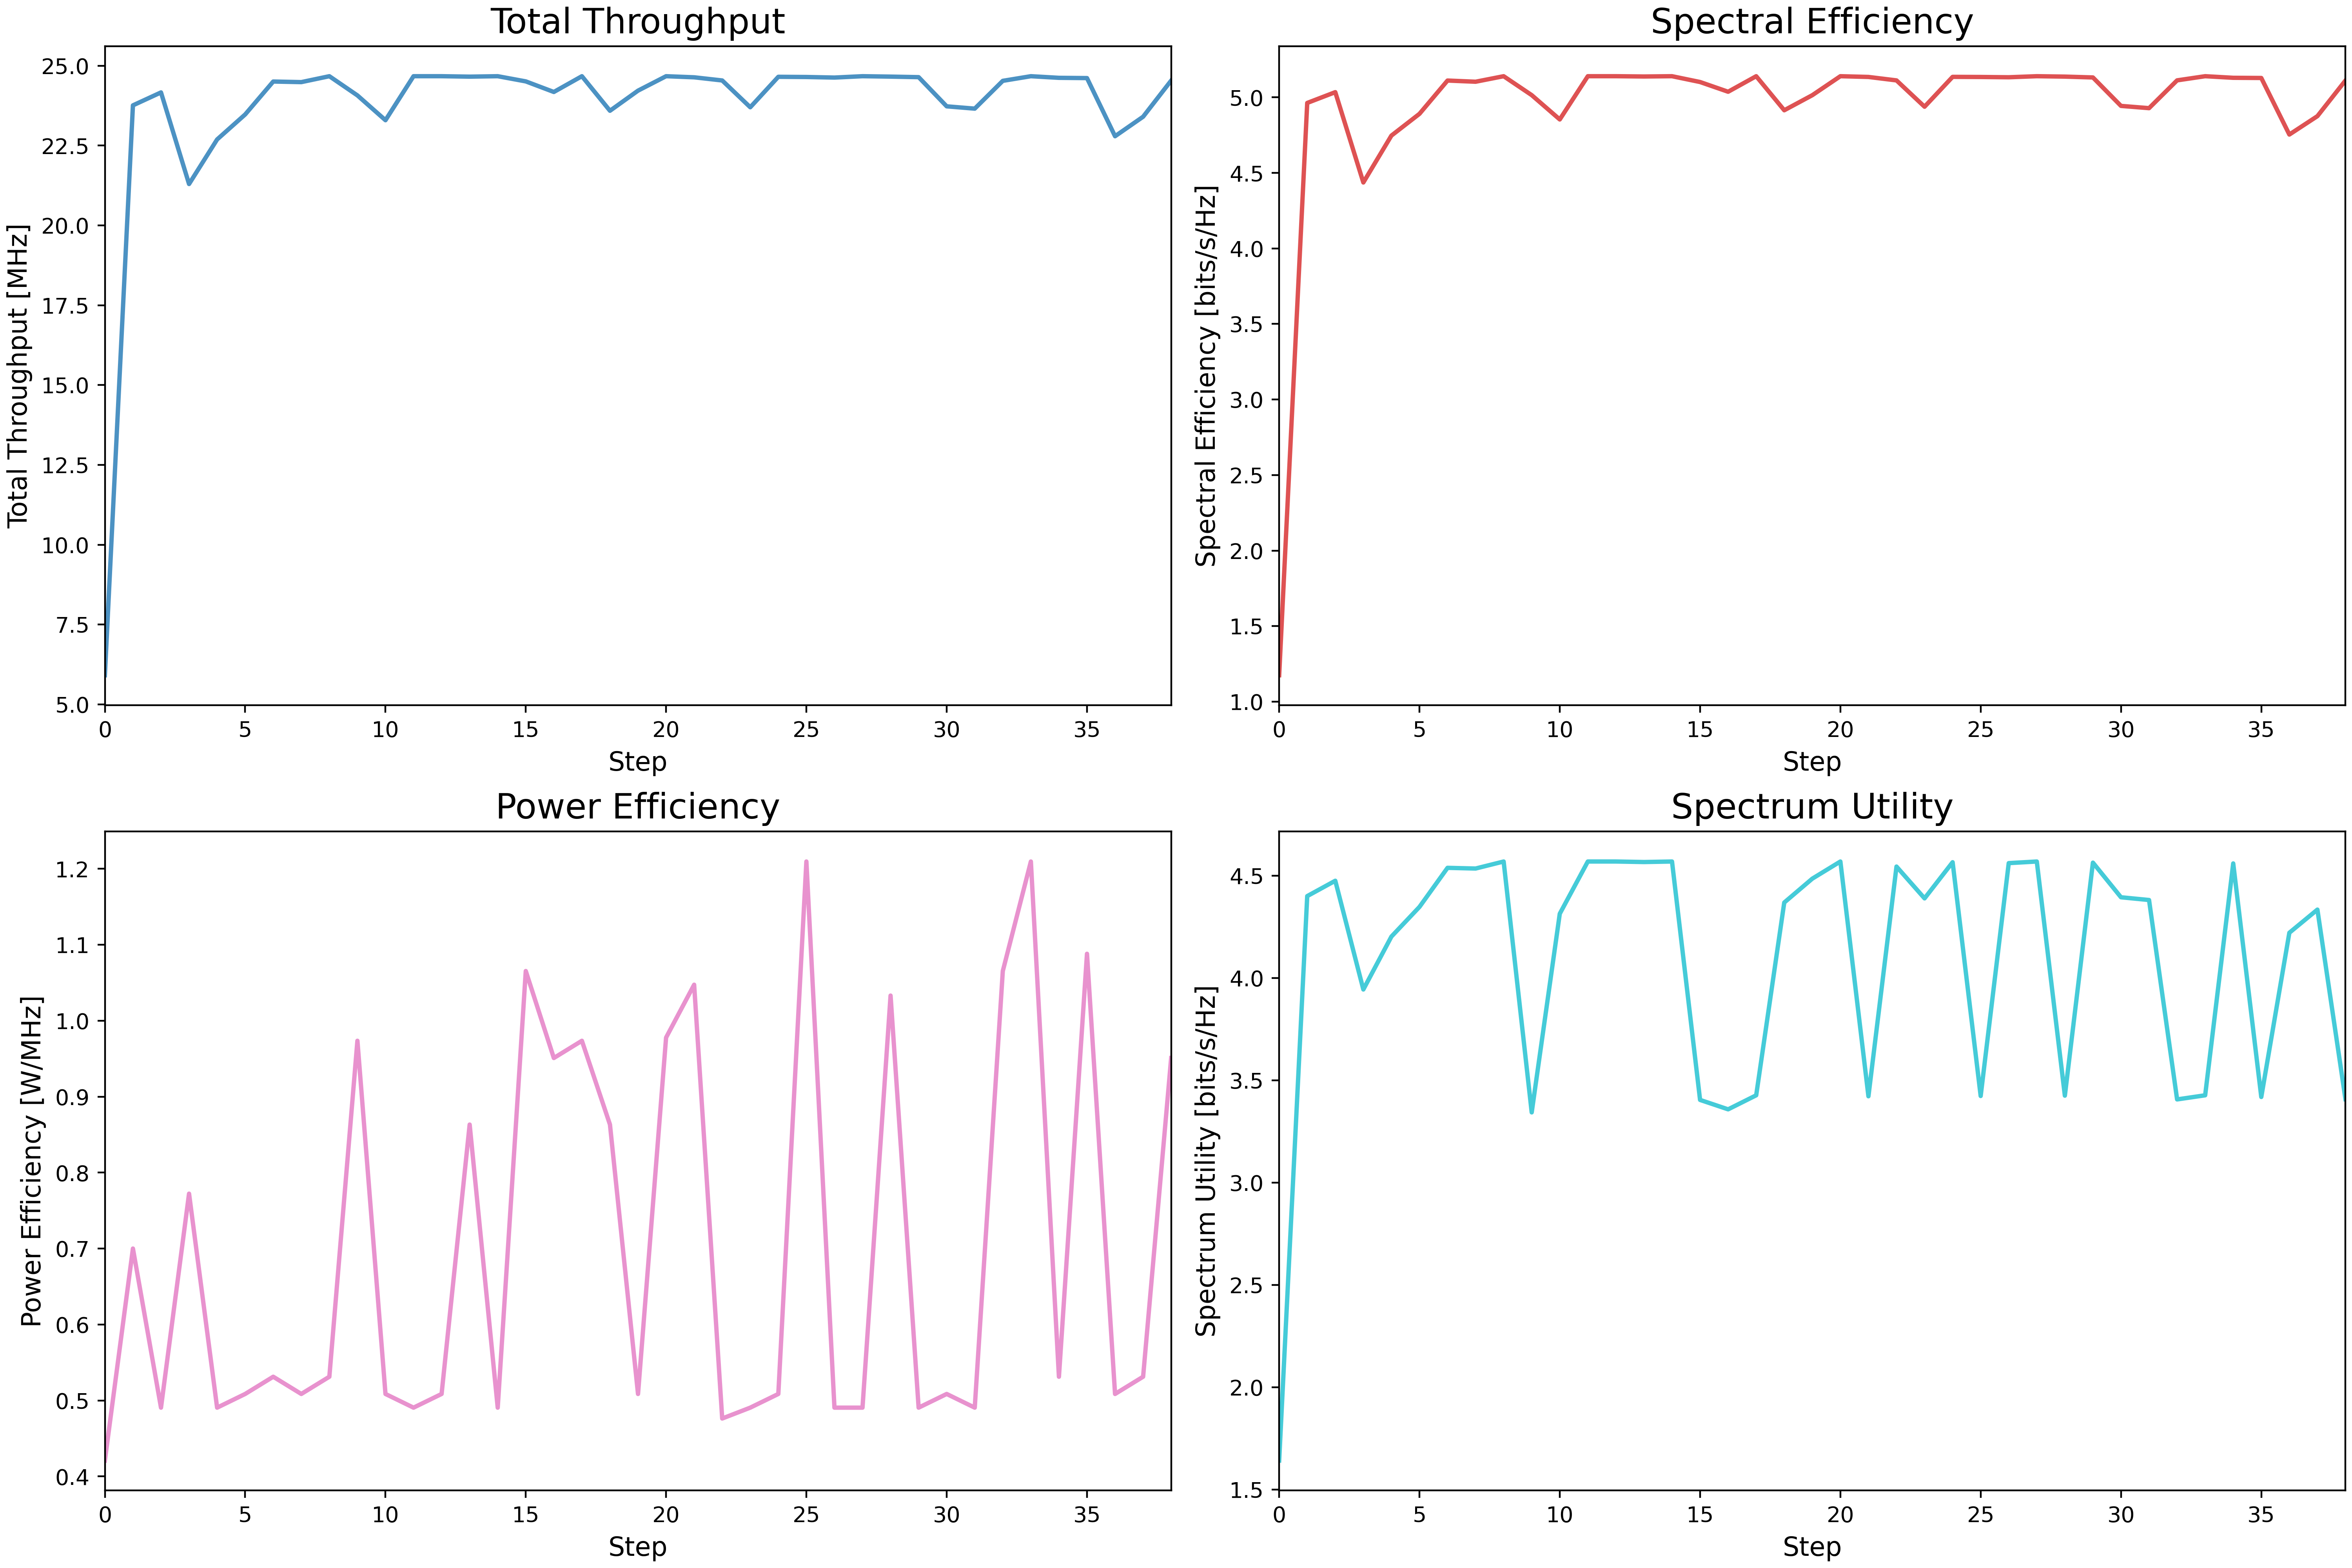 Total Throughput
Total Throughput [MHz]
25.0
22.5
20.0
17.5
15.0
12.5
10.0
7.5
5.0
0 5 10 15 20 25 30 35
Step
Spectral Efficiency
Spectral Efficiency [bits/s/Hz]
5.0
4.5
4.0
3.5
3.0
2.5
2.0
1.5
1.0
0 5 10 15 20 25 30 35
Step
Power Efficiency
Power Efficiency [W/MHz]
1.2
1.1
1.0
0.9
0.8
0.7
0.6
0.5
0.4
0 5 10 15 20 25 30 35
Step
Spectrum Utility
Spectrum Utility [bits/s/Hz]
4.5
4.0
3.5
3.0
2.5
2.0
1.5
0 5 10 15 20 25 30 35
Step